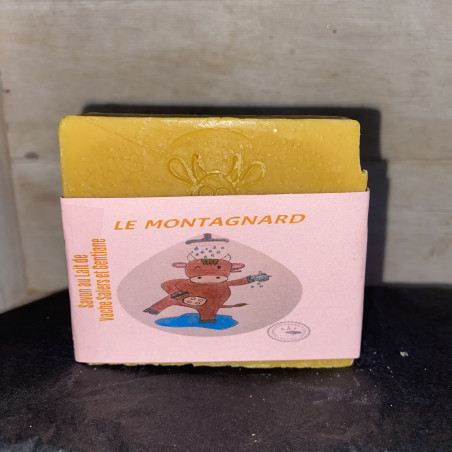 LE MONTAGNARD
Savon au Lait de
Vache Salers et Gentiane